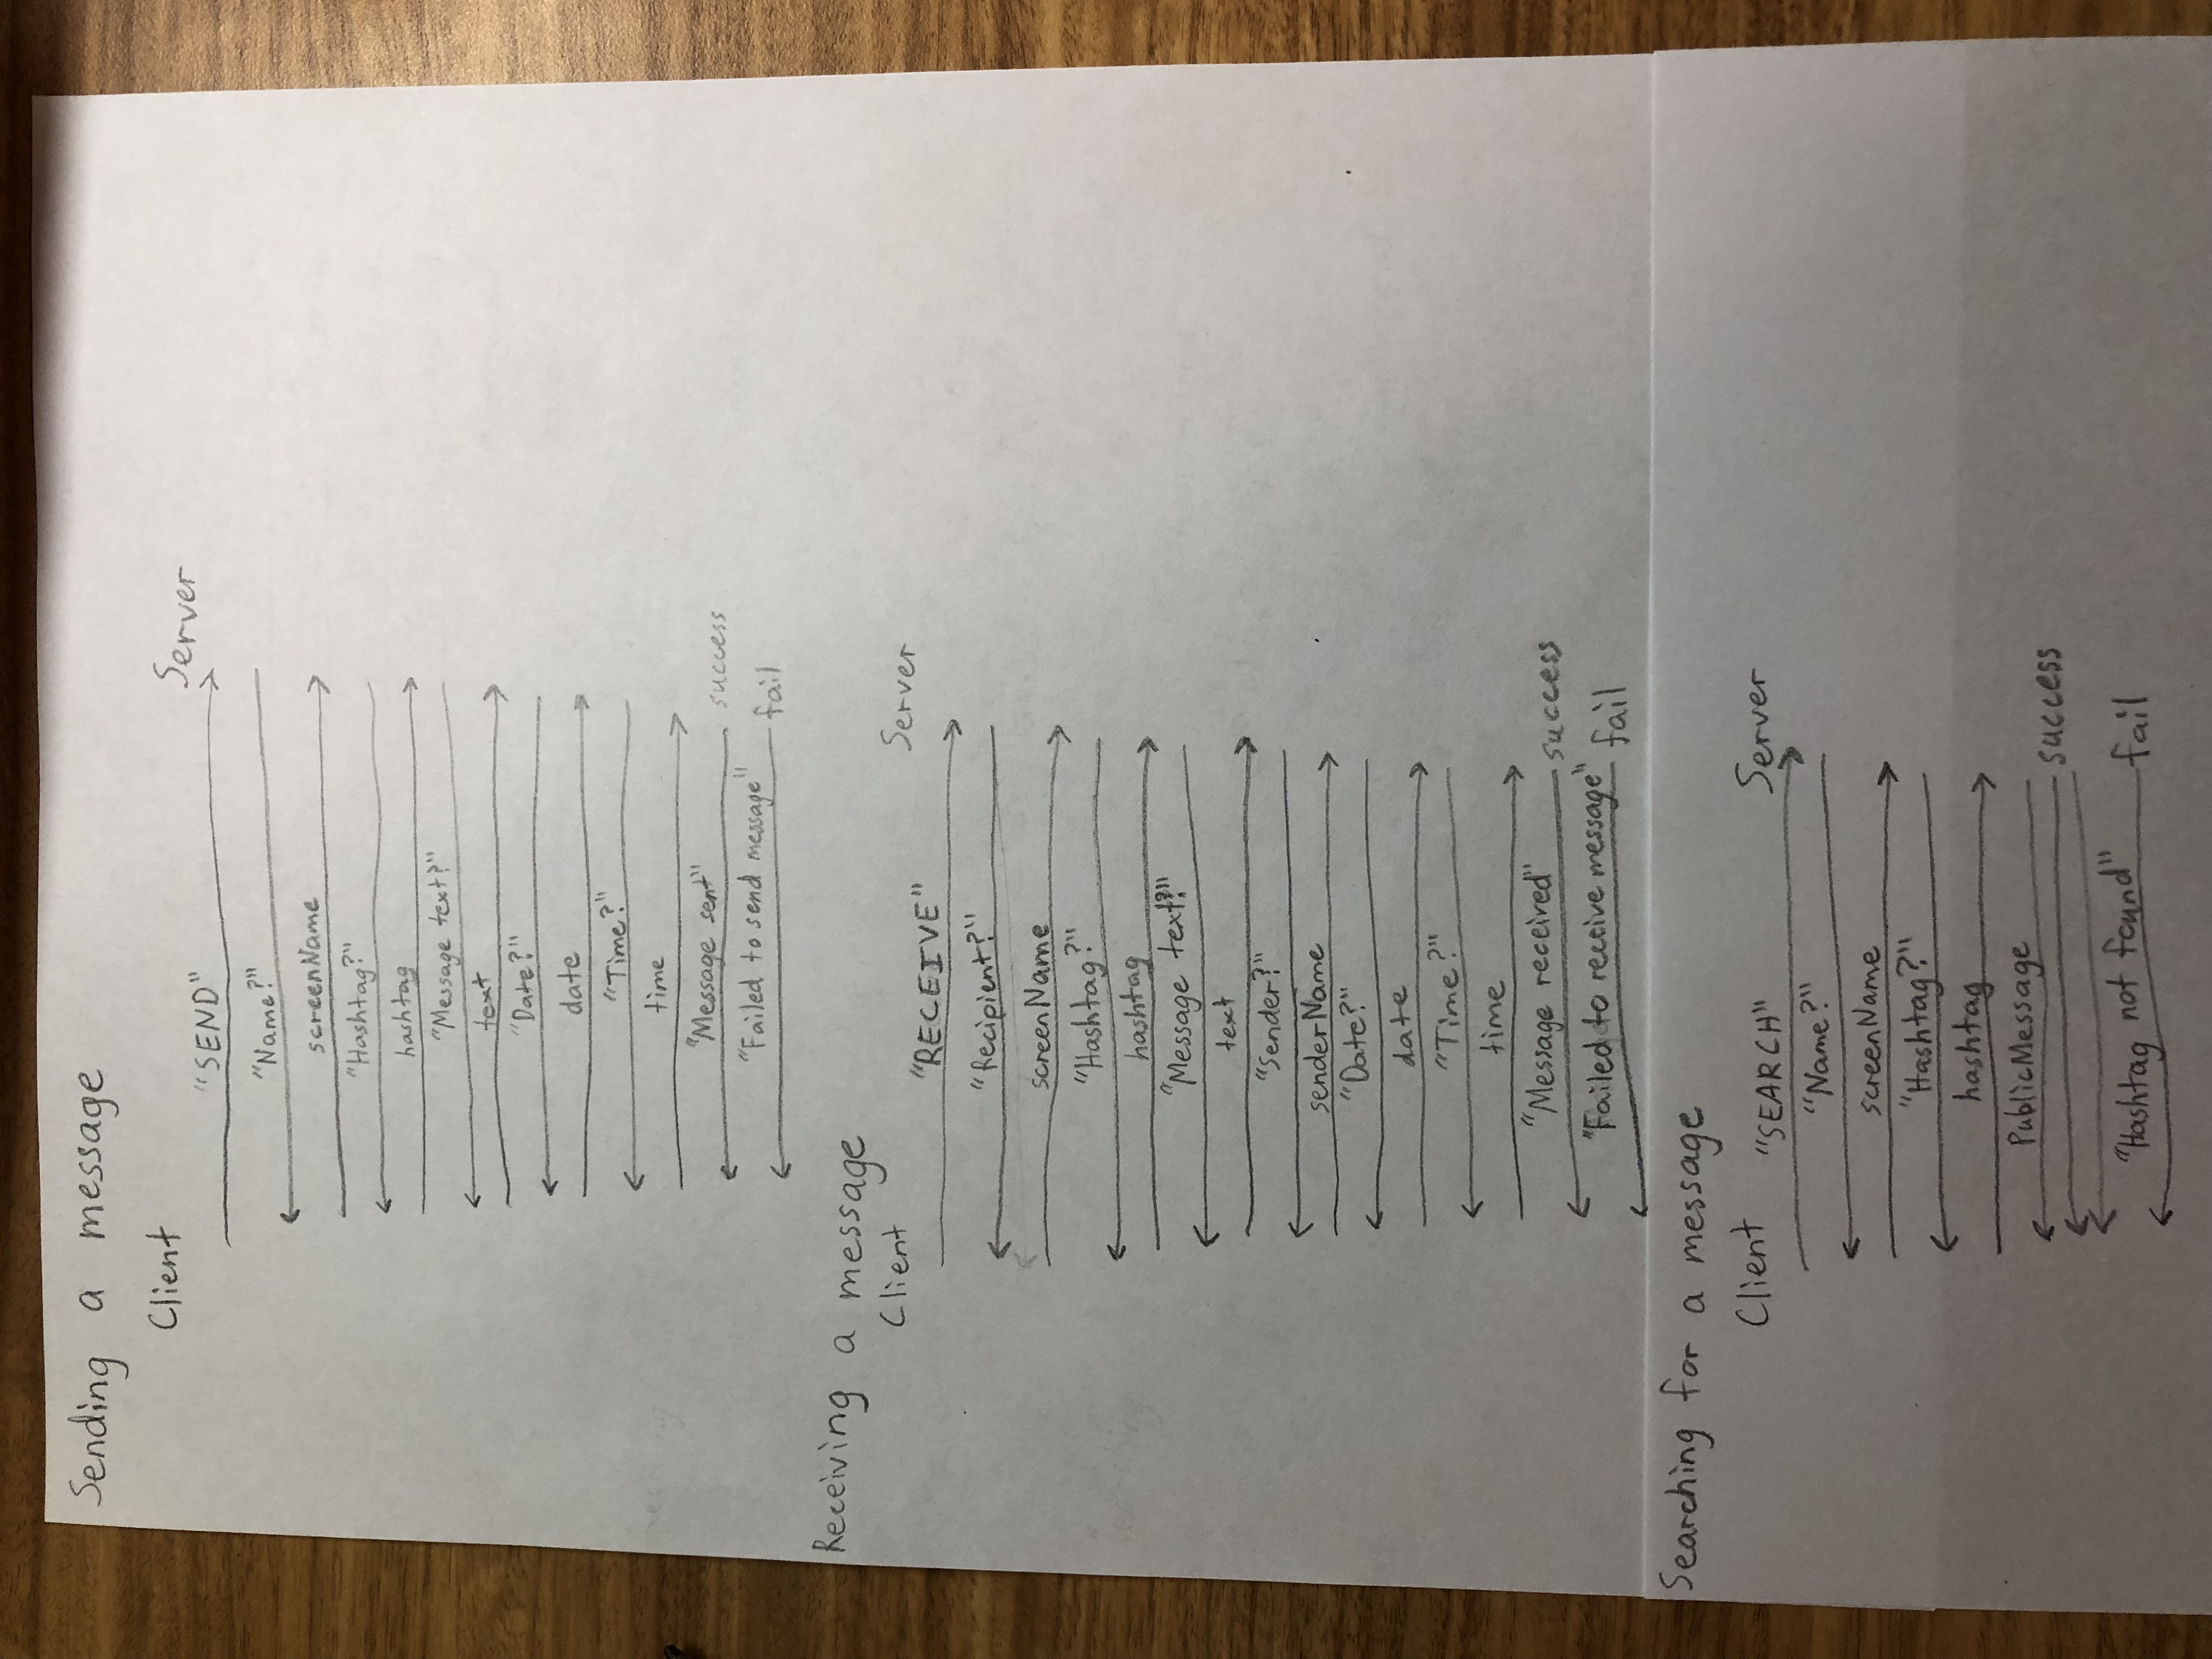 Sending a message
Client Server
"SEND"
"Name?"
screenName
"Hashtag?"
hashtag
"Message text?"
text
"Date?"
date
"Time?"
time
"Message sent" success
"Failed to send message" fail
Receiving a message
Client Server
"RECEIVE"
"Recipient?"
screenName
"Hashtag?"
hashtag
"Message text?"
text
"Sender?"
senderName
"Date?"
date
"Time?"
time
"Message received" success
"Failed to receive message" fail
Searching for a message
Client Server
"SEARCH"
"Name?"
screenName
"Hashtag?"
hashtag
PublicMessage
success
"Hashtag not found" fail